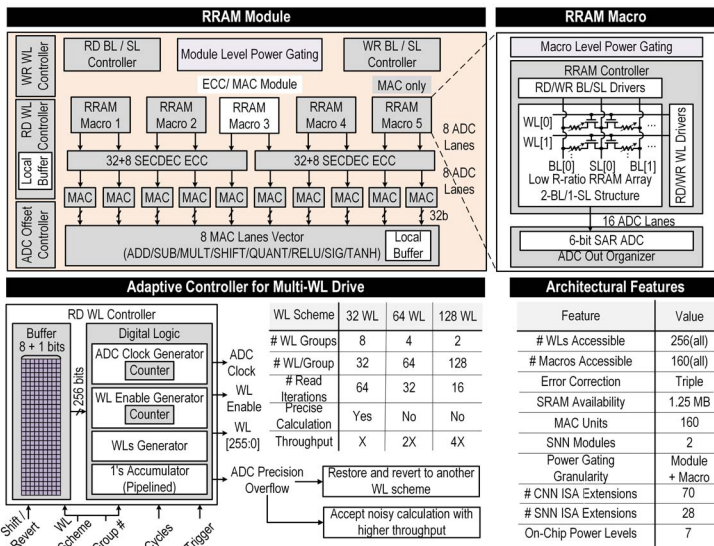 RRAM Module
WR WL Controller
RD BL / SL Controller
Module Level Power Gating
WR BL / SL Controller
ECC/ MAC Module
MAC only
RD WL Controller
Local Buffer
RRAM Macro 1
RRAM Macro 2
RRAM Macro 3
RRAM Macro 4
RRAM Macro 5
8 ADC Lanes
32+8 SECDEC ECC
32+8 SECDEC ECC
8 ADC Lanes
MAC MAC MAC MAC MAC MAC MAC MAC MAC MAC
32b
ADC Offset Controller
8 MAC Lanes Vector
(ADD/SUB/MULT/SHIFT/QUANT/RELU/SIG/TANH)
Local Buffer
RRAM Macro
Macro Level Power Gating
RRAM Controller
RD/WR BL/SL Drivers
WL[0]
...
WL[1]
...
BL[0] SL[0] BL[1]
Low R-ratio RRAM Array
2-BL/1-SL Structure
RD/WR WL Drivers
16 ADC Lanes
6-bit SAR ADC
ADC Out Organizer
Adaptive Controller for Multi-WL Drive
RD WL Controller
Buffer
8 + 1 bits
256 bits
Digital Logic
ADC Clock Generator
Counter
WL Enable Generator
Counter
WLs Generator
1's Accumulator
(Pipelined)
ADC Clock
WL Enable
WL [255:0]
Shift / Revert
WL Scheme
Group #
Cycles
Trigger
WL Scheme 32 WL 64 WL 128 WL
# WL Groups 8 4 2
# WL/Group 32 64 128
# Read Iterations 64 32 16
Precise Calculation Yes No No
Throughput X 2X 4X
ADC Precision Overflow
Restore and revert to another WL scheme
Accept noisy calculation with higher throughput
Architectural Features
Feature Value
# WLs Accessible 256(all)
# Macros Accessible 160(all)
Error Correction Triple
SRAM Availability 1.25 MB
MAC Units 160
SNN Modules 2
Power Gating Granularity Module + Macro
# CNN ISA Extensions 70
# SNN ISA Extensions 28
On-Chip Power Levels 7